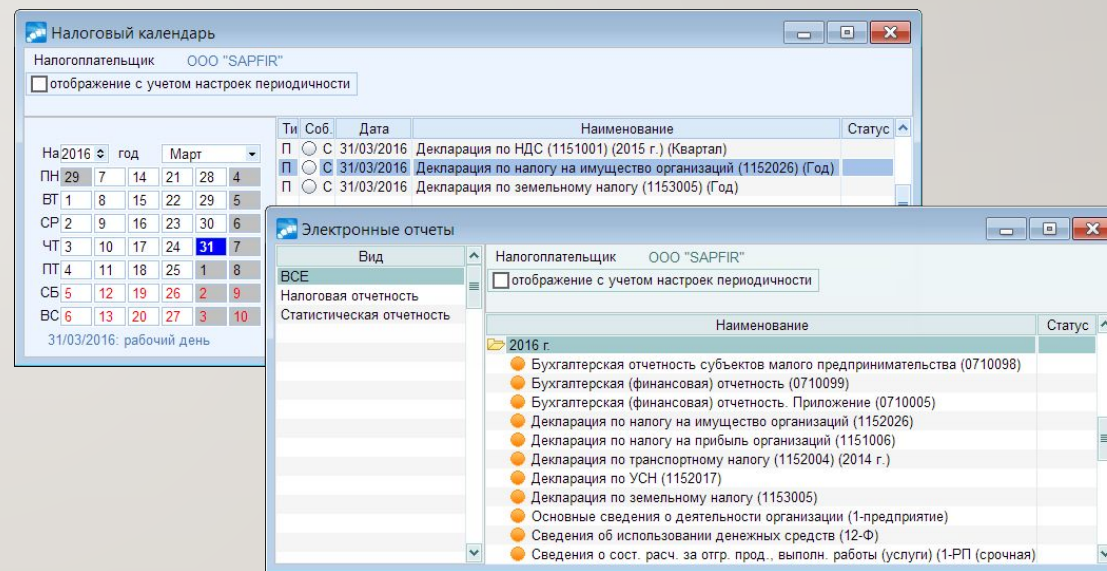 Налоговый календарь
Налогоплательщик ООО "SAPFIR"
отображение с учетом настроек периодичности
Ти Соб. Дата Наименование Статус
П С 31/03/2016 Декларация по НДС (1151001) (2015 г.) (Квартал)
П С 31/03/2016 Декларация по налогу на имущество организаций (1152026) (Год)
П С 31/03/2016 Декларация по земельному налогу (1153005) (Год)
На 2016 год Март
ПН 29 7 14 21 28 4
ВТ 1 8 15 22 29 5
СР 2 9 16 23 30 6
ЧТ 3 10 17 24 31 7
ПТ 4 11 18 25 1 8
СБ 5 12 19 26 2 9
ВС 6 13 20 27 3 10
31/03/2016: рабочий день
Электронные отчеты
Вид
ВСЕ
Налоговая отчетность
Статистическая отчетность
Налогоплательщик ООО "SAPFIR"
отображение с учетом настроек периодичности
Наименование Статус
2016 г.
Бухгалтерская отчетность субъектов малого предпринимательства (0710098)
Бухгалтерская (финансовая) отчетность (0710099)
Бухгалтерская (финансовая) отчетность. Приложение (0710005)
Декларация по налогу на имущество организаций (1152026)
Декларация по налогу на прибыль организаций (1151006)
Декларация по транспортному налогу (1152004) (2014 г.)
Декларация по УСН (1152017)
Декларация по земельному налогу (1153005)
Основные сведения о деятельности организации (1-предприятие)
Сведения об использовании денежных средств (12-Ф)
Сведения о сост. расч. за отгр. прод., выполн. работы (услуги) (1-РП (срочная)